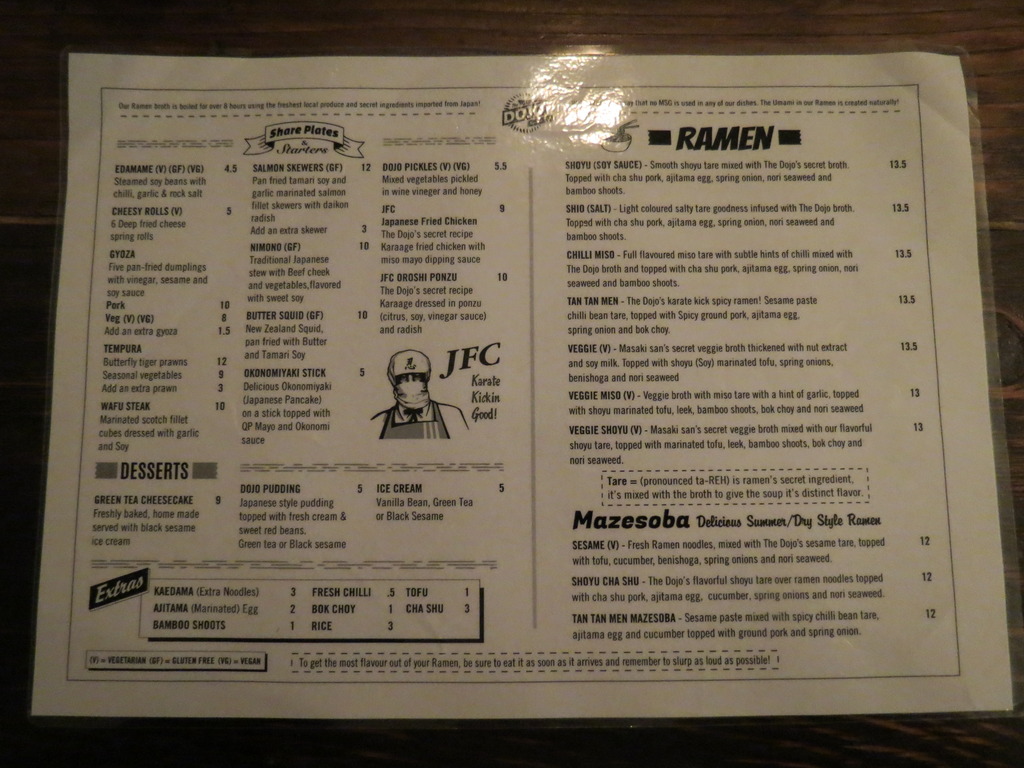 Our Ramen broth is boiled for over 8 hours using the freshest local produce and secret ingredients imported from Japan!
DOJO
that no MSG is used in any of our dishes. The Umami in our Ramen is created naturally!
Share Plates
&
Starters
EDAMAME (V) (GF) (VG) 4.5
Steamed soy beans with
chilli, garlic & rock salt
CHEESY ROLLS (V) 5
6 Deep fried cheese
spring rolls
GYOZA
Five pan-fried dumplings
with vinegar, sesame and
soy sauce
Pork 10
Veg (V) (VG) 8
Add an extra gyoza 1.5
TEMPURA
Butterfly tiger prawns 12
Seasonal vegetables 9
Add an extra prawn 3
WAFU STEAK 10
Marinated scotch fillet
cubes dressed with garlic
and Soy
SALMON SKEWERS (GF) 12
Pan fried tamari soy and
garlic marinated salmon
fillet skewers with daikon
radish
Add an extra skewer 3
NIMONO (GF) 10
Traditional Japanese
stew with Beef cheek
and vegetables,flavored
with sweet soy
BUTTER SQUID (GF) 10
New Zealand Squid,
pan fried with Butter
and Tamari Soy
OKONOMIYAKI STICK 5
Delicious Okonomiyaki
(Japanese Pancake)
on a stick topped with
QP Mayo and Okonomi
sauce
DOJO PICKLES (V) (VG) 5.5
Mixed vegetables pickled
in wine vineger and honey
JFC 9
Japanese Fried Chicken
The Dojo's secret recipe
Karaage fried chicken with
miso mayo dipping sauce
JFC OROSHI PONZU 10
The Dojo's secret recipe
Karaage dressed in ponzu
(citrus, soy, vinegar sauce)
and radish
JFC
Karate
Kickin
Good!
DESSERTS
GREEN TEA CHEESECAKE 9
Freshly baked, home made
served with black sesame
ice cream
DOJO PUDDING 5
Japanese style pudding
topped with fresh cream &
sweet red beans.
Green tea or Black sesame
ICE CREAM 5
Vanilla Bean, Green Tea
or Black Sesame
Extras
KAEDAMA (Extra Noodles) 3 FRESH CHILLI .5 TOFU 1
AJITAMA (Marinated) Egg 2 BOK CHOY 1 CHA SHU 3
BAMBOO SHOOTS 1 RICE 3
(V) = VEGETARIAN (GF) = GLUTEN FREE (VG) = VEGAN
To get the most flavour out of your Ramen, be sure to eat it as soon as it arrives and remember to slurp as loud as possible!
RAMEN
SHOYU (SOY SAUCE) - Smooth shoyu tare mixed with The Dojo's secret broth. 13.5
Topped with cha shu pork, ajitama egg, spring onion, nori seaweed and
bamboo shoots.
SHIO (SALT) - Light coloured salty tare goodness infused with The Dojo broth. 13.5
Topped with cha shu pork, ajitama egg, spring onion, nori seaweed and
bamboo shoots.
CHILLI MISO - Full flavoured miso tare with subtle hints of chilli mixed with 13.5
The Dojo broth and topped with cha shu pork, ajitama egg, spring onion, nori
seaweed and bamboo shoots.
TAN TAN MEN - The Dojo's karate kick spicy ramen! Sesame paste 13.5
chilli bean tare, topped with Spicy ground pork, ajitama egg,
spring onion and bok choy.
VEGGIE (V) - Masaki san's secret veggie broth thickened with nut extract 13.5
and soy milk. Topped with shoyu (Soy) marinated tofu, spring onions,
benishoga and nori seaweed
VEGGIE MISO (V) - Veggie broth with miso tare with a hint of garlic, topped 13
with shoyu marinated tofu, leek, bamboo shoots, bok choy and nori seaweed
VEGGIE SHOYU (V) - Masaki san's secret veggie broth mixed with our flavorful 13
shoyu tare, topped with marinated tofu, leek, bamboo shoots, bok choy and
nori seaweed.
Tare = (pronounced ta-REH) is ramen's secret ingredient,
it's mixed with the broth to give the soup it's distinct flavor.
Mazesoba Delicious Summer/Dry Style Ramen
SESAME (V) - Fresh Ramen noodles, mixed with The Dojo's sesame tare, topped 12
with tofu, cucumber, benishoga, spring onions and nori seaweed.
SHOYU CHA SHU - The Dojo's flavorful shoyu tare over ramen noodles topped 12
with cha shu pork, ajitama egg, cucumber, spring onions and nori seaweed.
TAN TAN MEN MAZESOBA - Sesame paste mixed with spicy chilli bean tare, 12
ajitama egg and cucumber topped with ground pork and spring onion.